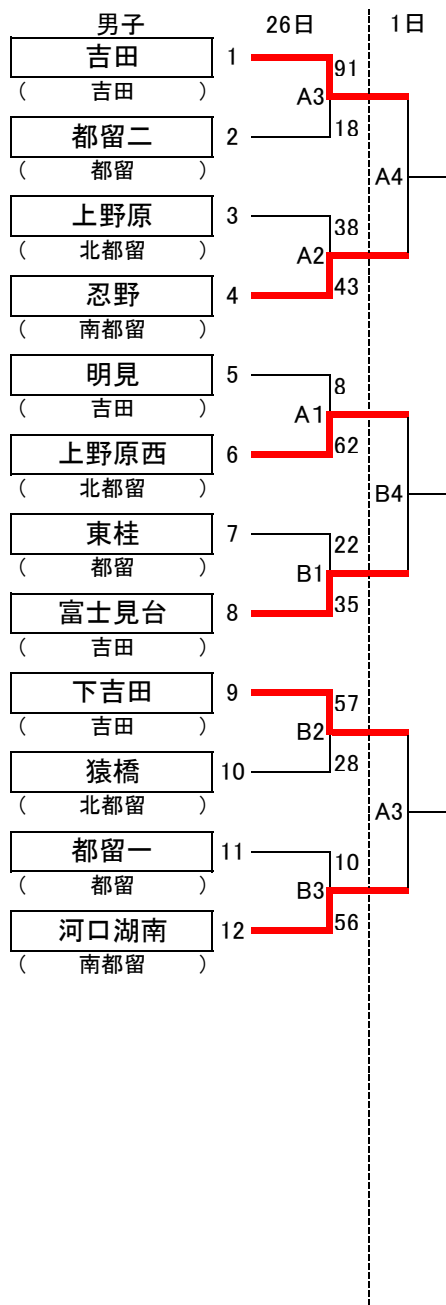 男子 26日 1日
吉田 1
( 吉田 )
91
A3
18
都留二 2
( 都留 )
A4
上野原 3
( 北都留 )
38
A2
43
忍野 4
( 南都留 )
明見 5
( 吉田 )
8
A1
62
上野原西 6
( 北都留 )
B4
東桂 7
( 都留 )
22
B1
35
富士見台 8
( 吉田 )
下吉田 9
( 吉田 )
57
B2
28
猿橋 10
( 北都留 )
A3
都留一 11
( 都留 )
10
B3
56
河口湖南 12
( 南都留 )